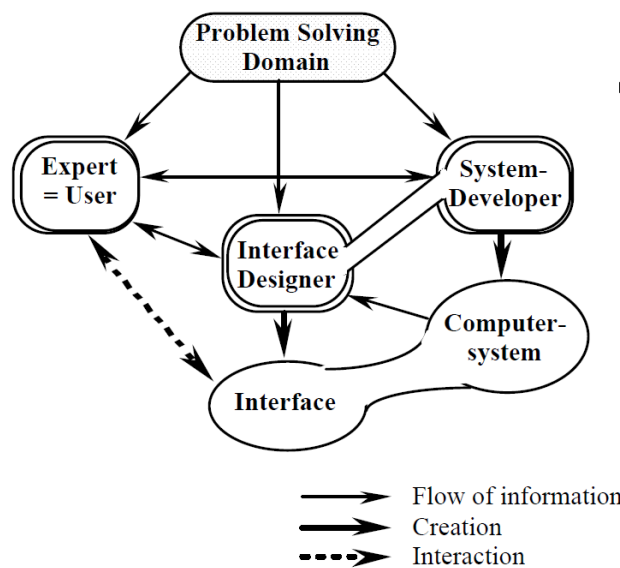 Problem Solving
Domain
Expert
= User
System-
Developer
Interface
Designer
Computer-
system
Interface
Flow of information
Creation
Interaction